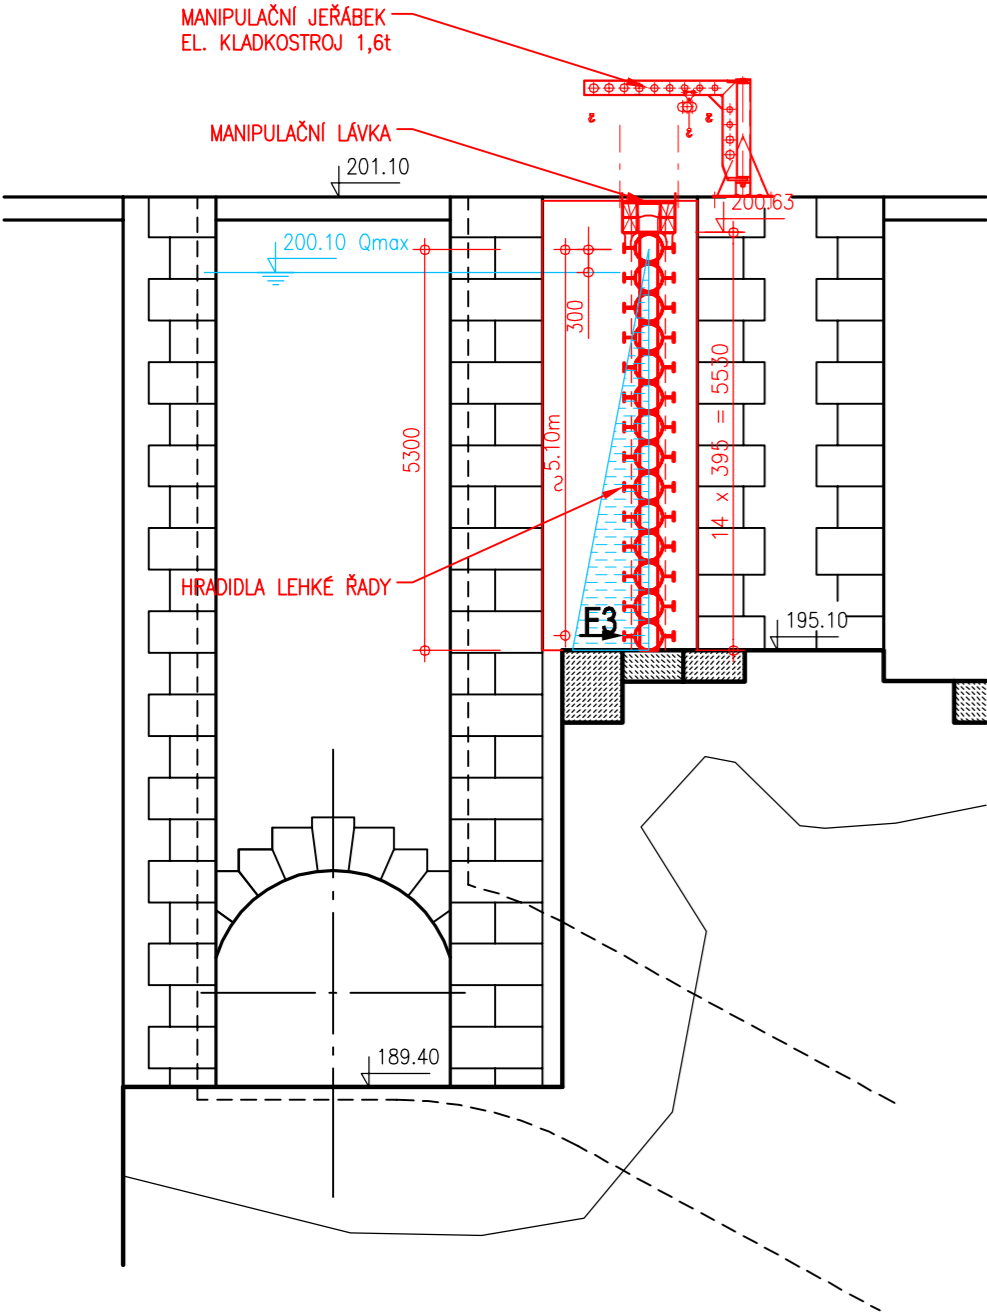 MANIPULAČNÍ JEŘÁBEK
EL. KLADKOSTROJ 1,6t
MANIPULAČNÍ LÁVKA
201.10
200.63
200.10 Qmax
300
5300
5.10m
14 x 395 = 5530
HRADIDLA LEHKÉ ŘADY
F3
195.10
189.40